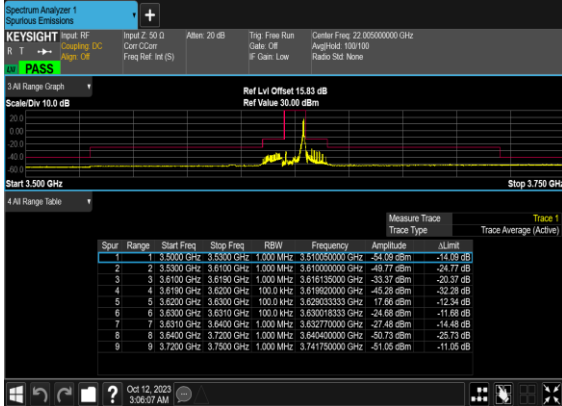 Spectrum Analyzer 1
Spurious Emissions
+
KEYSIGHT Input: RF Input Z: 50 Ω Atten: 20 dB Trig: Free Run Center Freq: 22.005000000 GHz
R T Coupling: DC Corr CCorr Gate: Off Avg|Hold: 100/100
Align: Off Freq Ref: Int (S) IF Gain: Low Radio Std: None
PASS
3 All Range Graph
Ref Lvl Offset 15.83 dB
Scale/Div 10.0 dB Ref Value 30.00 dBm
20.0
0.00
-20.0
-40.0
-60.0
Start 3.500 GHz Stop 3.750 GHz
4 All Range Table
Measure Trace Trace 1
Trace Type Trace Average (Active)
Spur Range Start Freq Stop Freq RBW Frequency Amplitude ΔLimit
1 1 3.5000 GHz 3.5300 GHz 1.000 MHz 3.510050000 GHz -54.09 dBm -14.09 dB
2 2 3.5300 GHz 3.6100 GHz 1.000 MHz 3.610000000 GHz -49.77 dBm -24.77 dB
3 3 3.6100 GHz 3.6190 GHz 1.000 MHz 3.616135000 GHz -33.37 dBm -20.37 dB
4 4 3.6190 GHz 3.6200 GHz 100.0 kHz 3.619920000 GHz -45.28 dBm -32.28 dB
5 5 3.6200 GHz 3.6300 GHz 100.0 kHz 3.629033333 GHz 17.66 dBm -12.34 dB
6 6 3.6300 GHz 3.6310 GHz 100.0 kHz 3.630018333 GHz -24.68 dBm -11.68 dB
7 7 3.6310 GHz 3.6400 GHz 1.000 MHz 3.632770000 GHz -27.48 dBm -14.48 dB
8 8 3.6400 GHz 3.7200 GHz 1.000 MHz 3.640400000 GHz -50.73 dBm -25.73 dB
9 9 3.7200 GHz 3.7500 GHz 1.000 MHz 3.741750000 GHz -51.05 dBm -11.05 dB
? Oct 12, 2023
3:06:07 AM